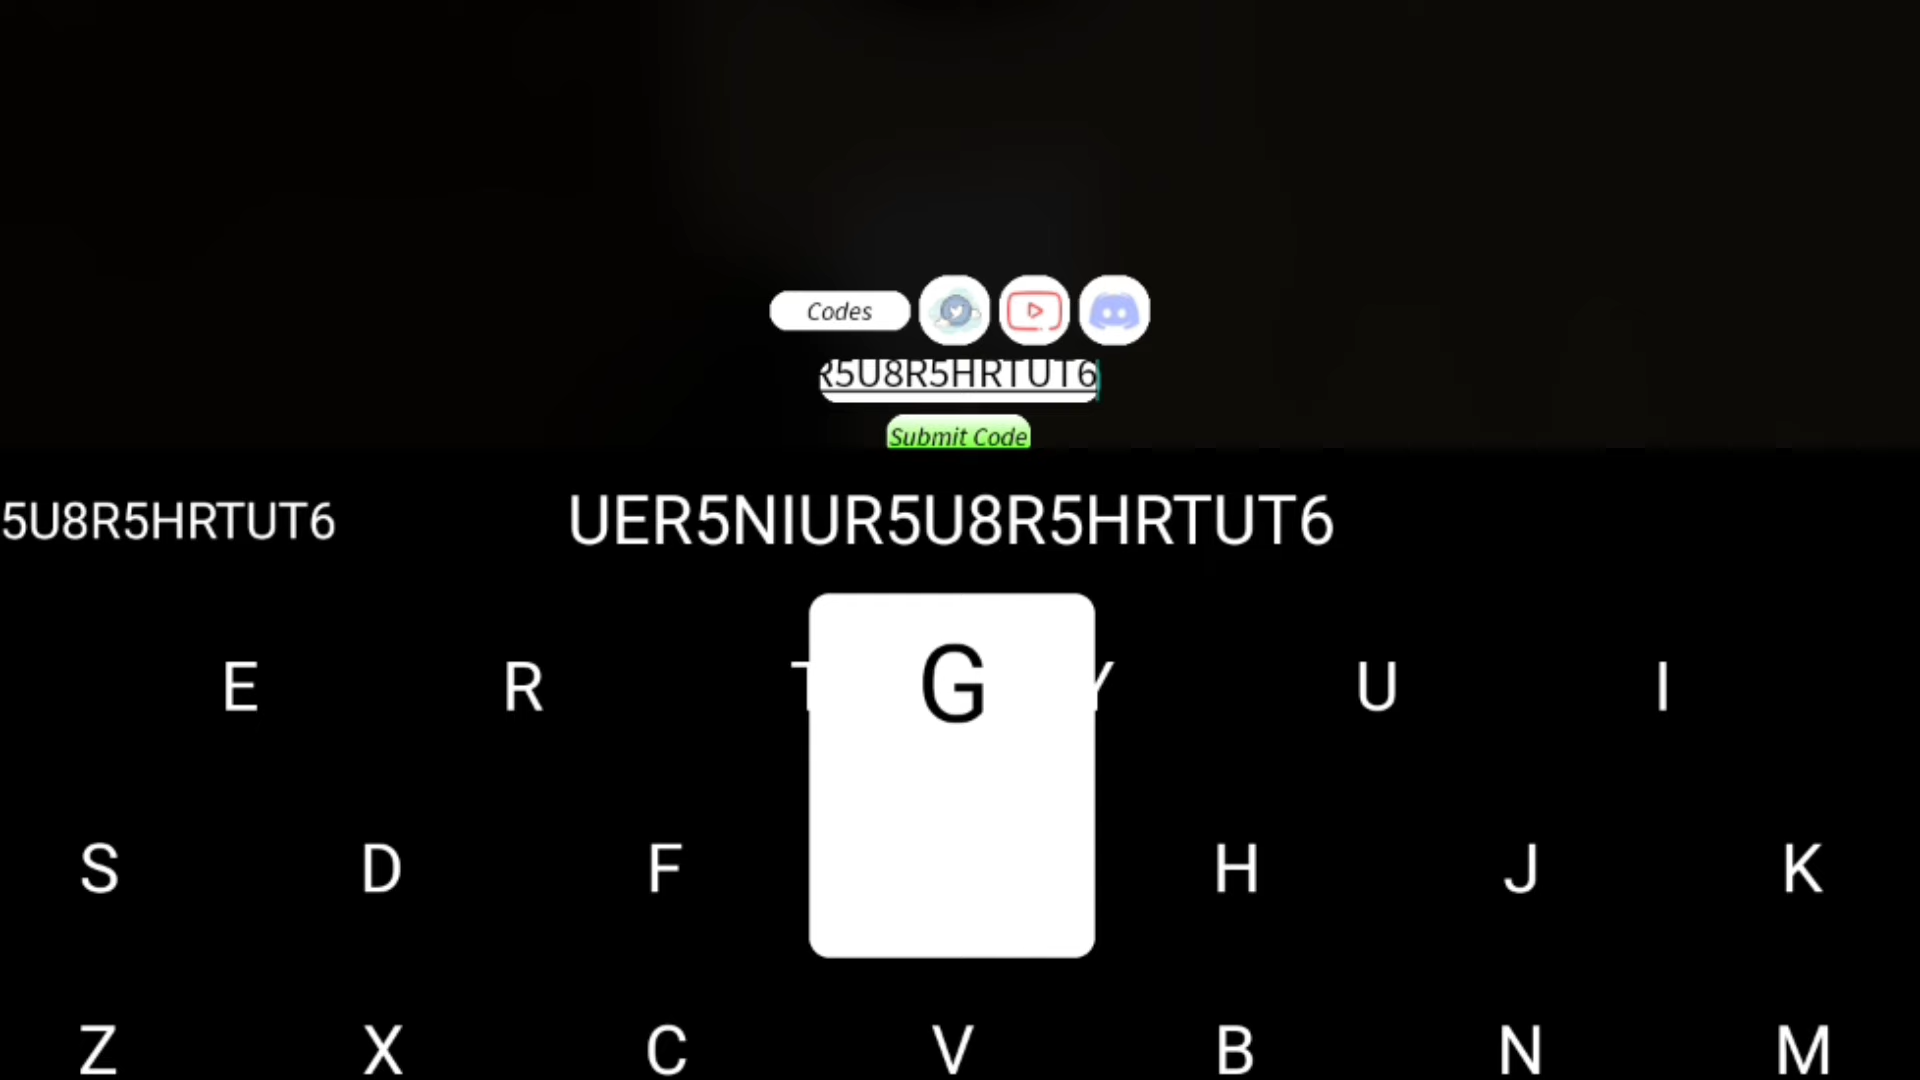 Codes
R5U8R5HRTUT6
Submit Code
5U8R5HRTUT6 UER5NIUR5U8R5HRTUT6
E R T G Y U I
S D F H J K
Z X C V B N M